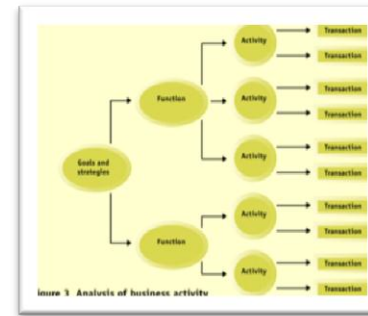 Transaction
Activity
Transaction
Transaction
Function
Activity
Transaction
Transaction
Activity
Goals and
strategies
Transaction
Transaction
Activity
Transaction
Function
Transaction
Activity
Transaction
igure 3 Analysis of business activity